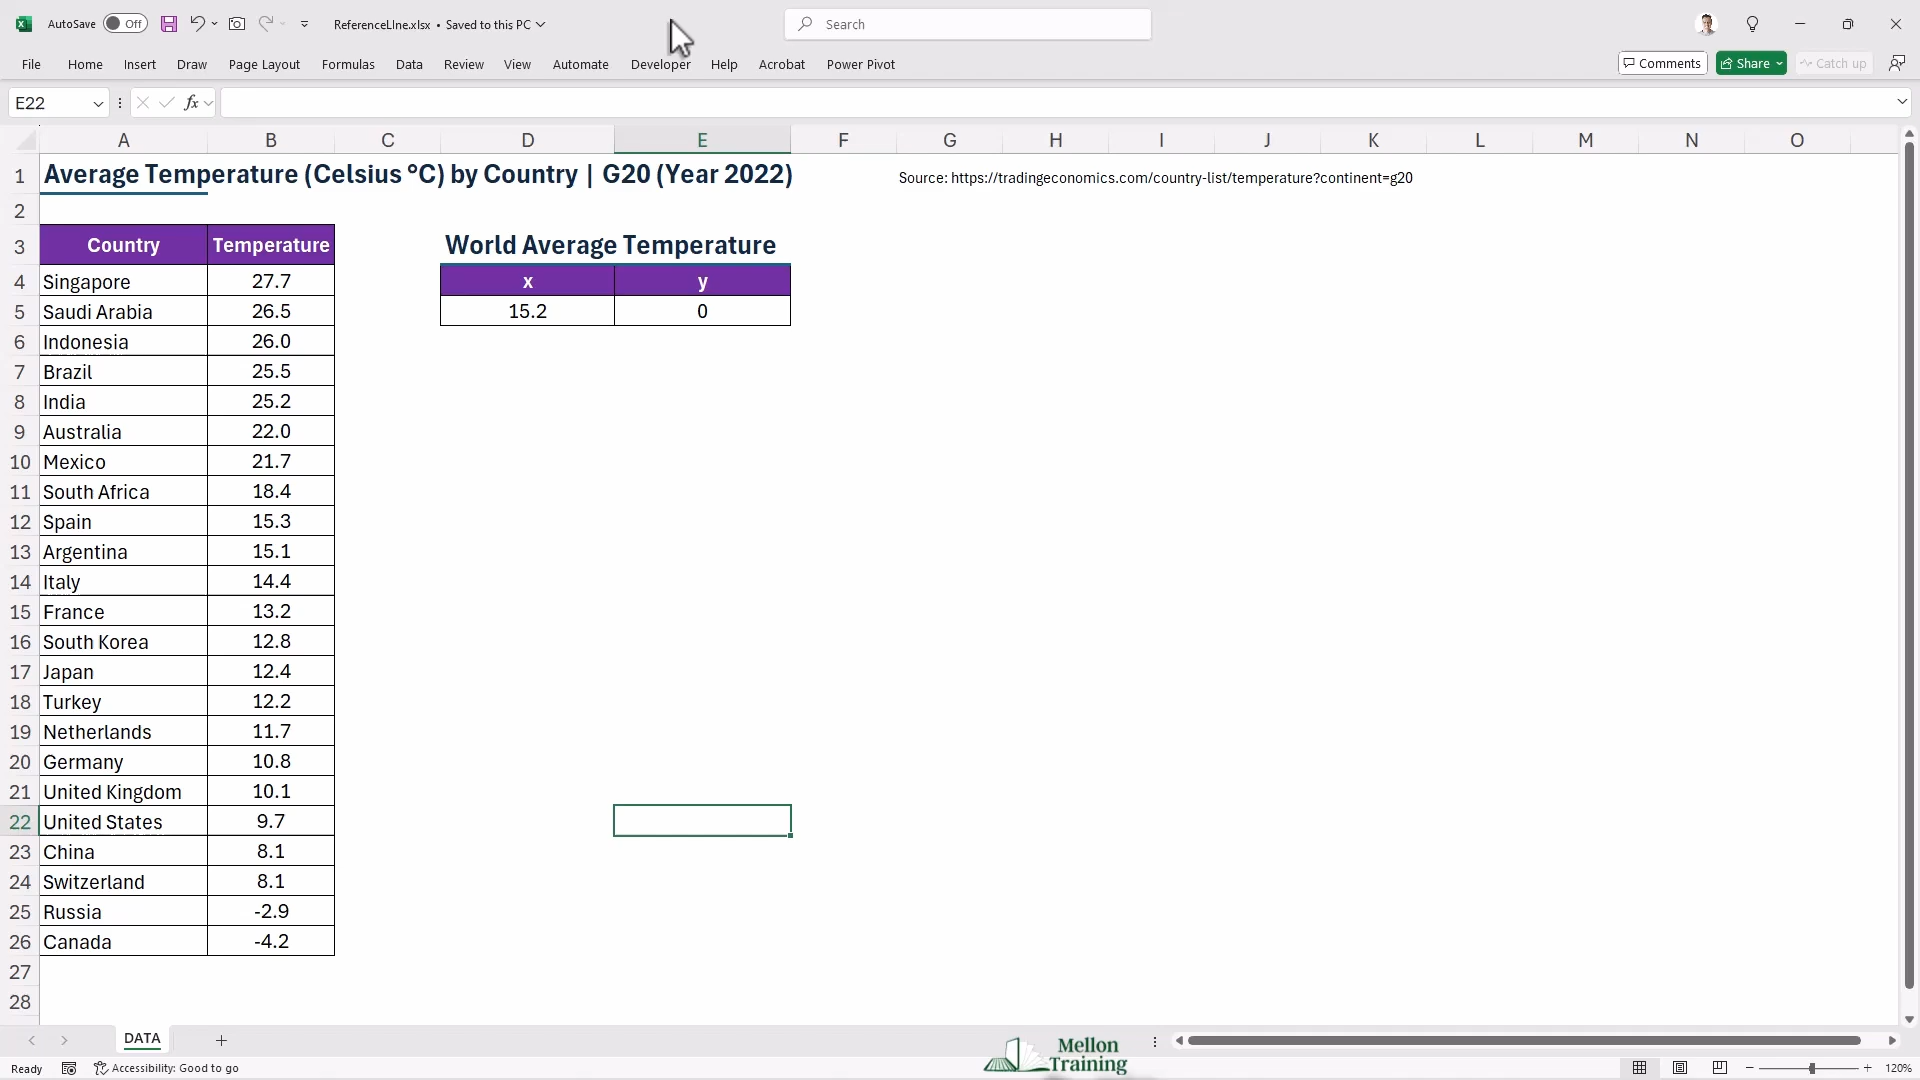 AutoSave Off ReferenceLIne.xlsx • Saved to this PC Search
File Home Insert Draw Page Layout Formulas Data Review View Automate Developer Help Acrobat Power Pivot Comments Share Catch up
E22 fx
A B C D E F G H I J K L M N O
1 Average Temperature (Celsius °C) by Country | G20 (Year 2022) Source: https://tradingeconomics.com/country-list/temperature?continent=g20
2
3 Country Temperature World Average Temperature
4 Singapore 27.7 x y
5 Saudi Arabia 26.5 15.2 0
6 Indonesia 26.0
7 Brazil 25.5
8 India 25.2
9 Australia 22.0
10 Mexico 21.7
11 South Africa 18.4
12 Spain 15.3
13 Argentina 15.1
14 Italy 14.4
15 France 13.2
16 South Korea 12.8
17 Japan 12.4
18 Turkey 12.2
19 Netherlands 11.7
20 Germany 10.8
21 United Kingdom 10.1
22 United States 9.7
23 China 8.1
24 Switzerland 8.1
25 Russia -2.9
26 Canada -4.2
27
28
DATA
Mellon
Training
Ready Accessibility: Good to go 120%